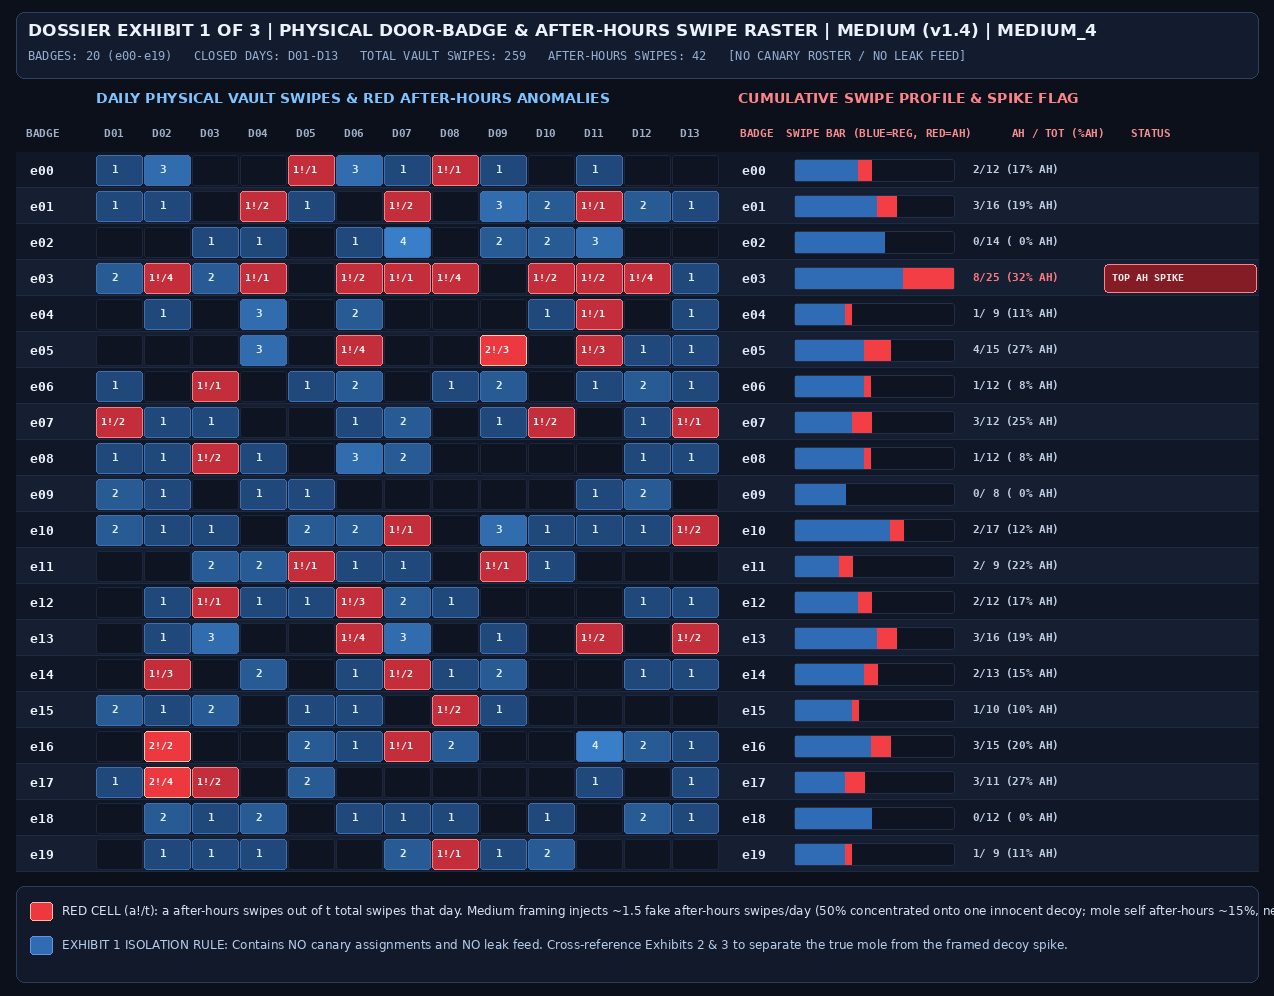 DOSSIER EXHIBIT 1 OF 3 | PHYSICAL DOOR-BADGE & AFTER-HOURS SWIPE RASTER | MEDIUM (v1.4) | MEDIUM_4
BADGES: 20 (e00-e19) CLOSED DAYS: D01-D13 TOTAL VAULT SWIPES: 259 AFTER-HOURS SWIPES: 42 [NO CANARY ROSTER / NO LEAK FEED]
DAILY PHYSICAL VAULT SWIPES & RED AFTER-HOURS ANOMALIES CUMULATIVE SWIPE PROFILE & SPIKE FLAG
BADGE D01 D02 D03 D04 D05 D06 D07 D08 D09 D10 D11 D12 D13 BADGE SWIPE BAR (BLUE=REG, RED=AH) AH / TOT (%AH) STATUS
e00 1 3 1!/1 3 1 1!/1 1 1 e00 2/12 (17% AH)
e01 1 1 1!/2 1 1!/2 3 2 1!/1 2 1 e01 3/16 (19% AH)
e02 1 1 1 4 2 2 3 e02 0/14 ( 0% AH)
e03 2 1!/4 2 1!/1 1!/2 1!/1 1!/4 1!/2 1!/2 1!/4 1 e03 8/25 (32% AH) TOP AH SPIKE
e04 1 3 2 1 1!/1 1 e04 1/ 9 (11% AH)
e05 3 1!/4 2!/3 1!/3 1 1 e05 4/15 (27% AH)
e06 1 1!/1 1 2 1 2 1 2 1 e06 1/12 ( 8% AH)
e07 1!/2 1 1 1 2 1 1!/2 1 1!/1 e07 3/12 (25% AH)
e08 1 1 1!/2 1 3 2 1 1 e08 1/12 ( 8% AH)
e09 2 1 1 1 1 2 e09 0/ 8 ( 0% AH)
e10 2 1 1 2 2 1!/1 3 1 1 1 1!/2 e10 2/17 (12% AH)
e11 2 2 1!/1 1 1 1!/1 1 e11 2/ 9 (22% AH)
e12 1 1!/1 1 1 1!/3 2 1 1 1 e12 2/12 (17% AH)
e13 1 3 1!/4 3 1 1!/2 1!/2 e13 3/16 (19% AH)
e14 1!/3 2 1 1!/2 1 2 1 1 e14 2/13 (15% AH)
e15 2 1 2 1 1 1!/2 1 e15 1/10 (10% AH)
e16 2!/2 2 1 1!/1 2 4 2 1 e16 3/15 (20% AH)
e17 1 2!/4 1!/2 2 1 1 e17 3/11 (27% AH)
e18 2 1 2 1 1 1 1 2 1 e18 0/12 ( 0% AH)
e19 1 1 1 2 1!/1 1 2 e19 1/ 9 (11% AH)
RED CELL (a!/t): a after-hours swipes out of t total swipes that day. Medium framing injects ~1.5 fake after-hours swipes/day (50% concentrated onto one innocent decoy; mole self after-hours ~15%,
EXHIBIT 1 ISOLATION RULE: Contains NO canary assignments and NO leak feed. Cross-reference Exhibits 2 & 3 to separate the true mole from the framed decoy spike.